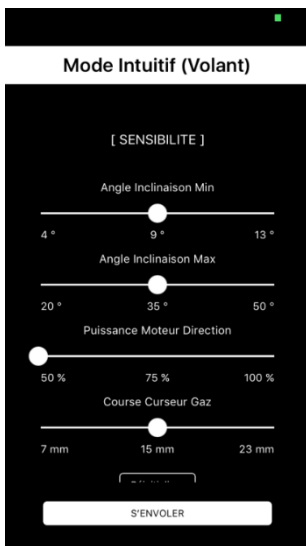 Mode Intuitif (Volant)
[ SENSIBILITE ]
Angle Inclinaison Min
4 ° 9 ° 13 °
Angle Inclinaison Max
20 ° 35 ° 50 °
Puissance Moteur Direction
50 % 75 % 100 %
Course Curseur Gaz
7 mm 15 mm 23 mm
S'ENVOLER